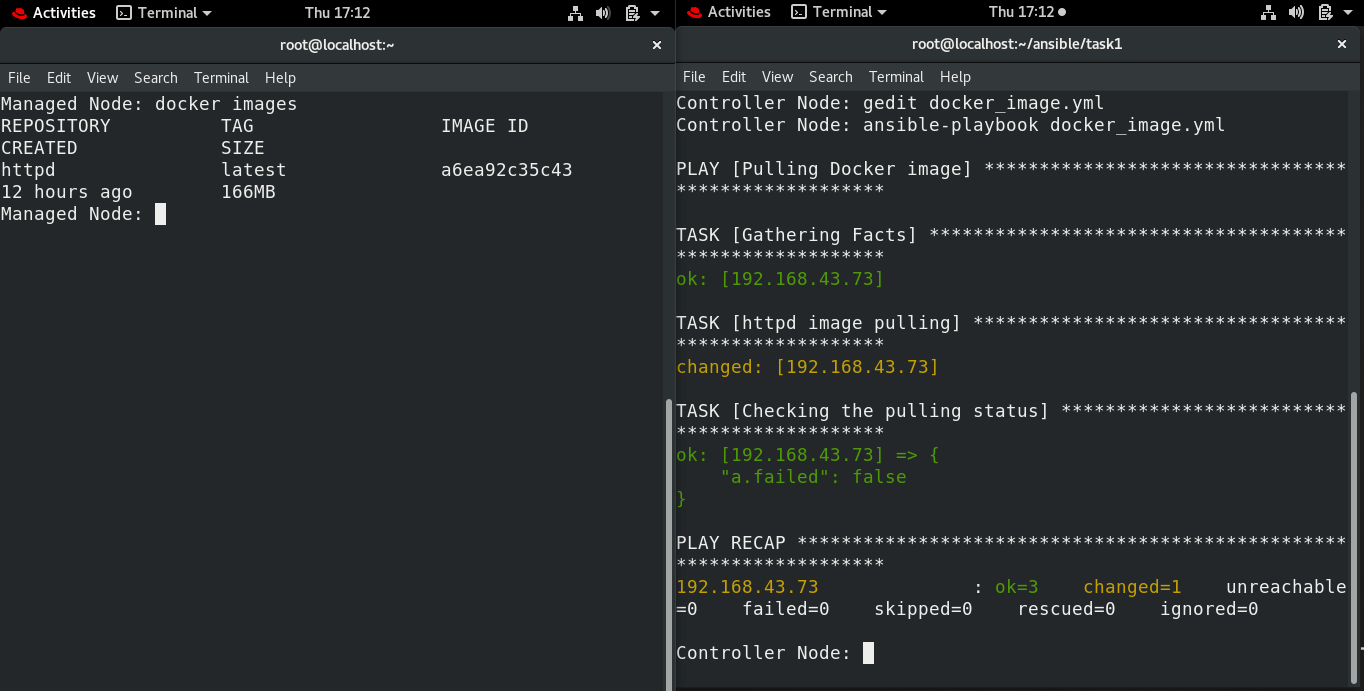 Activities Terminal Thu 17:12
root@localhost:~ ×
File Edit View Search Terminal Help
Managed Node: docker images
REPOSITORY TAG IMAGE ID
CREATED SIZE
httpd latest a6ea92c35c43
12 hours ago 166MB
Managed Node:
Activities Terminal Thu 17:12 ●
root@localhost:~/ansible/task1 ×
File Edit View Search Terminal Help
Controller Node: gedit docker_image.yml
Controller Node: ansible-playbook docker_image.yml
PLAY [Pulling Docker image] *********************************
*******************
TASK [Gathering Facts] **************************************
*******************
ok: [192.168.43.73]
TASK [httpd image pulling] **********************************
*******************
changed: [192.168.43.73]
TASK [Checking the pulling status] **************************
*******************
ok: [192.168.43.73] => {
    "a.failed": false
}
PLAY RECAP **************************************************
*******************
192.168.43.73 : ok=3 changed=1 unreachable
=0 failed=0 skipped=0 rescued=0 ignored=0
Controller Node: